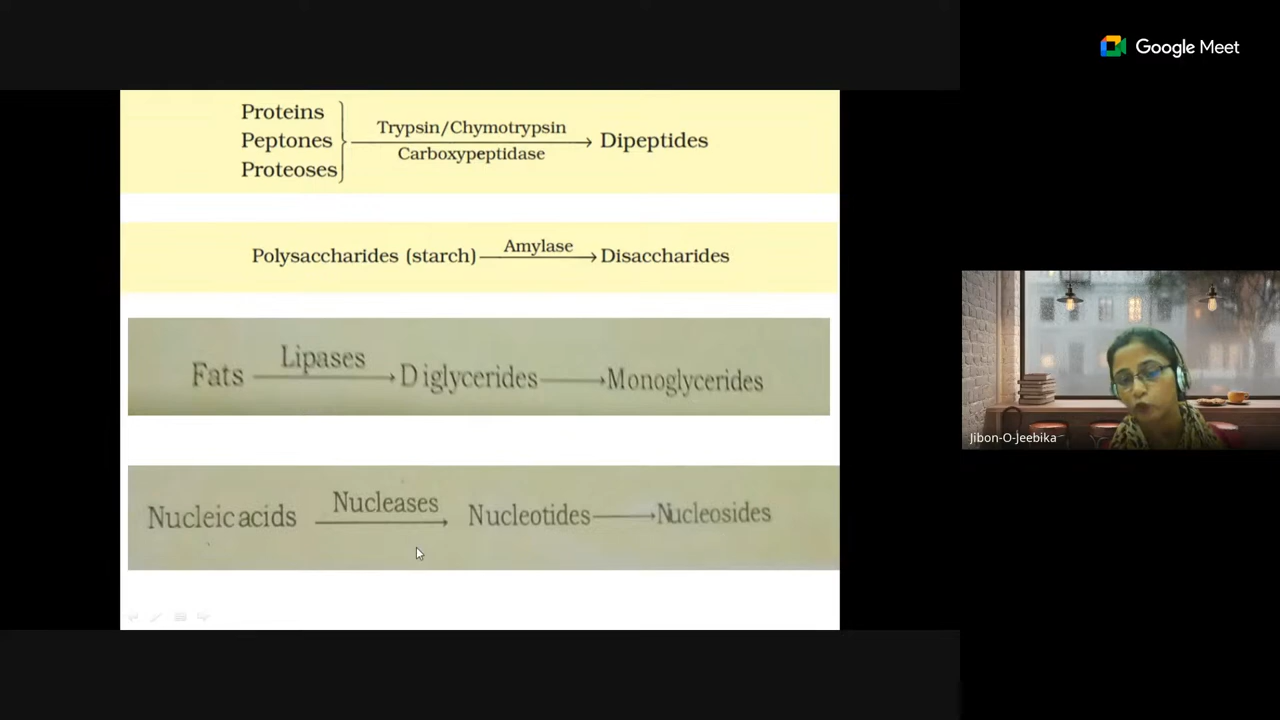 Google Meet
Proteins
Peptones
Proteoses
Trypsin/Chymotrypsin
Carboxypeptidase
Dipeptides
Polysaccharides (starch)
Amylase
Disaccharides
Fats
Lipases
Diglycerides
Monoglycerides
Nucleic acids
Nucleases
Nucleotides
Nucleosides
Jibon-O-Jeebika